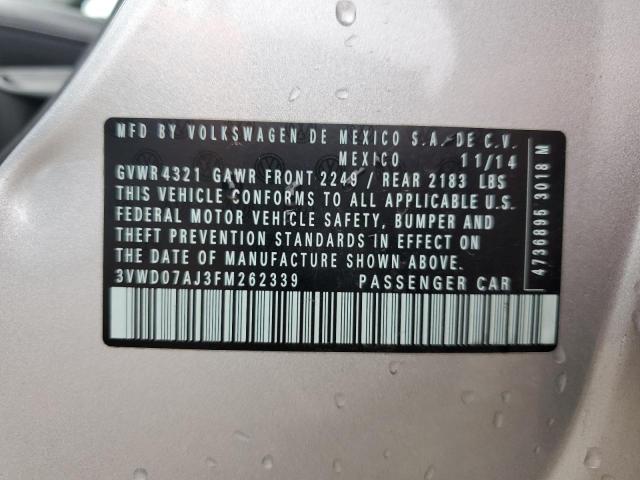 MFD BY VOLKSWAGEN DE MEXICO S.A. DE C.V.
MEXICO 11/14
GVWR 4321 GAWR FRONT 2249 / REAR 2183 LBS
THIS VEHICLE CONFORMS TO ALL APPLICABLE U.S.
FEDERAL MOTOR VEHICLE SAFETY, BUMPER AND
THEFT PREVENTION STANDARDS IN EFFECT ON
THE DATE OF MANUFACTURE SHOWN ABOVE.
3VWD07AJ3FM262339 PASSENGER CAR
4736895 3018 M